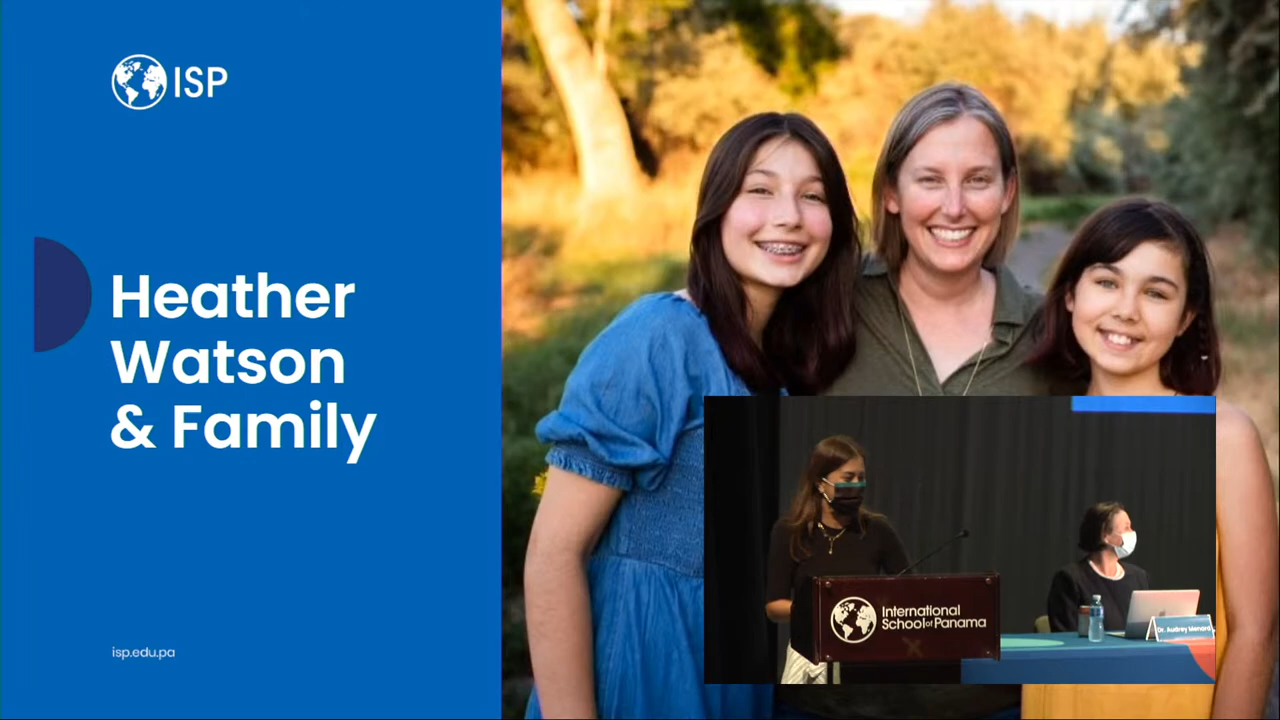 ISP
Heather
Watson
& Family
isp.edu.pa
International
School of Panama
Dr. Audrey Menard